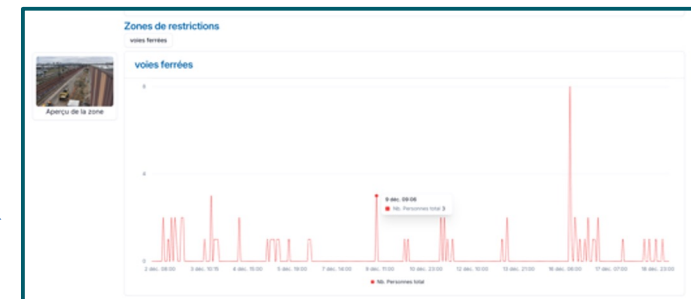 Zones de restrictions
voies ferrées
voies ferrées
Aperçu de la zone
8
4
0
9 déc. 09:06
Nb. Personnes total 3
2 déc. 08:00 3 déc. 10:15 4 déc. 15:00 5 déc. 19:00 7 déc. 14:00 9 déc. 11:00 10 déc. 23:00 12 déc. 10:00 13 déc. 21:00 16 déc. 08:00 17 déc. 07:00 18 déc. 23:00
Nb. Personnes total